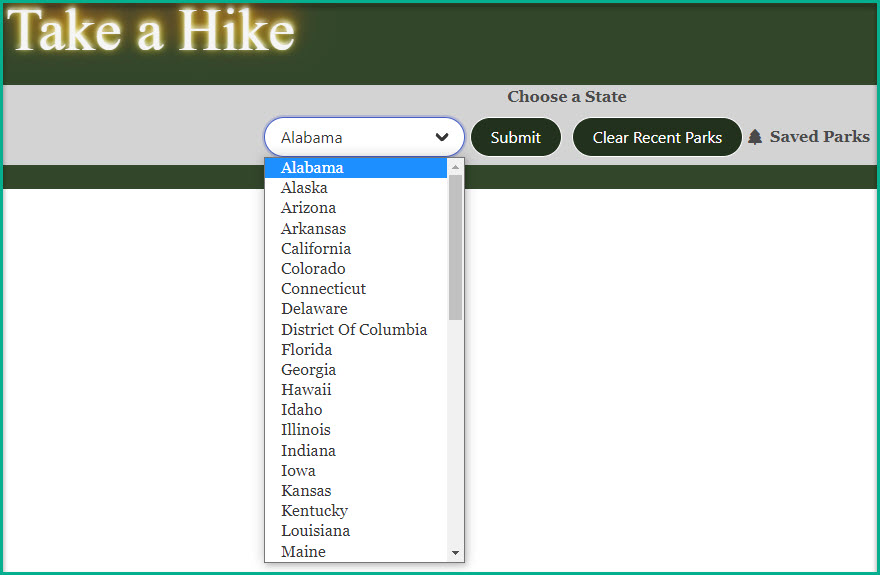 Take a Hike
Choose a State
Alabama
Submit
Clear Recent Parks
Saved Parks
Alabama
Alaska
Arizona
Arkansas
California
Colorado
Connecticut
Delaware
District Of Columbia
Florida
Georgia
Hawaii
Idaho
Illinois
Indiana
Iowa
Kansas
Kentucky
Louisiana
Maine